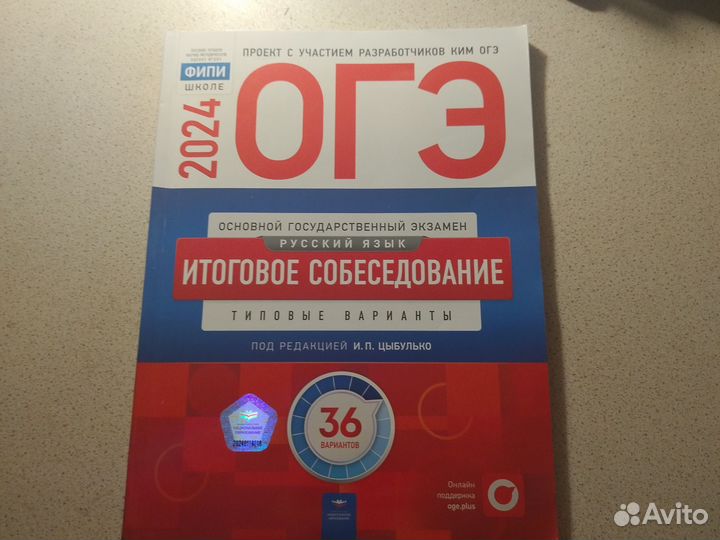 ПРОЕКТ С УЧАСТИЕМ РАЗРАБОТЧИКОВ КИМ ОГЭ
ФИПИ
ШКОЛЕ
2024
ОГЭ
ОСНОВНОЙ ГОСУДАРСТВЕННЫЙ ЭКЗАМЕН
РУССКИЙ ЯЗЫК
ИТОГОВОЕ СОБЕСЕДОВАНИЕ
ТИПОВЫЕ ВАРИАНТЫ
ПОД РЕДАКЦИЕЙ И.П. ЦЫБУЛЬКО
36
ВАРИАНТОВ
Онлайн
поддержка
oge.plus
Avito